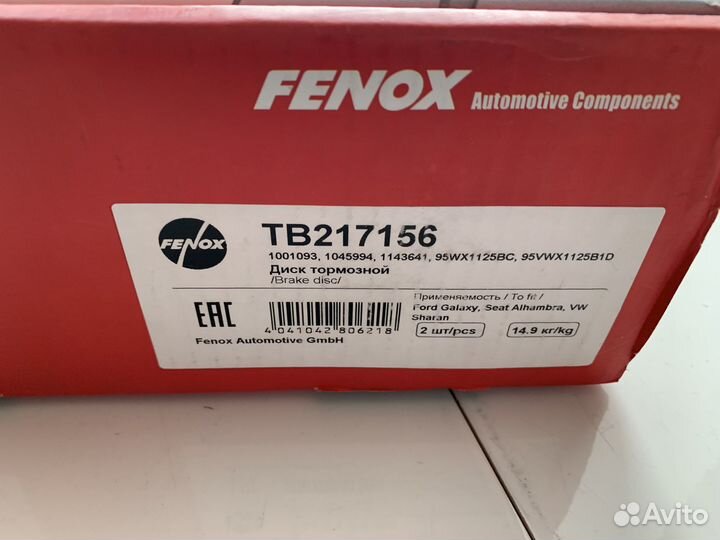 FENOX Automotive Components
FENOX
TB217156
1001093, 1045994, 1143641, 95WX1125BC, 95VWX1125B1D
Диск тормозной
/Brake disc/
EAC
Применяемость / To fit /
Ford Galaxy, Seat Alhambra, VW
Sharan
4 041042 806218
2 шт/pcs
14.9 кг/kg
Fenox Automotive GmbH
Avito